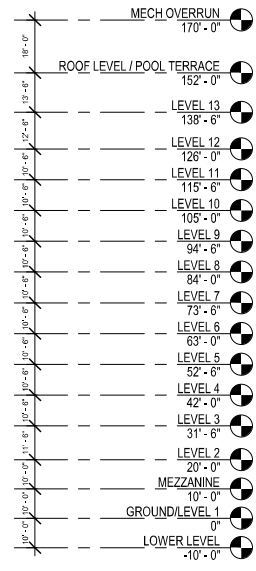 MECH OVERRUN
170' - 0"
18' - 0"
ROOF LEVEL / POOL TERRACE
152' - 0"
13' - 6"
LEVEL 13
138' - 6"
12' - 6"
LEVEL 12
126' - 0"
10' - 6"
LEVEL 11
115' - 6"
10' - 6"
LEVEL 10
105' - 0"
10' - 6"
LEVEL 9
94' - 6"
10' - 6"
LEVEL 8
84' - 0"
10' - 6"
LEVEL 7
73' - 6"
10' - 6"
LEVEL 6
63' - 0"
10' - 6"
LEVEL 5
52' - 6"
10' - 6"
LEVEL 4
42' - 0"
10' - 6"
LEVEL 3
31' - 6"
11' - 6"
LEVEL 2
20' - 0"
10' - 0"
MEZZANINE
10' - 0"
10' - 0"
GROUND/LEVEL 1
0"
10' - 0"
LOWER LEVEL
-10' - 0"